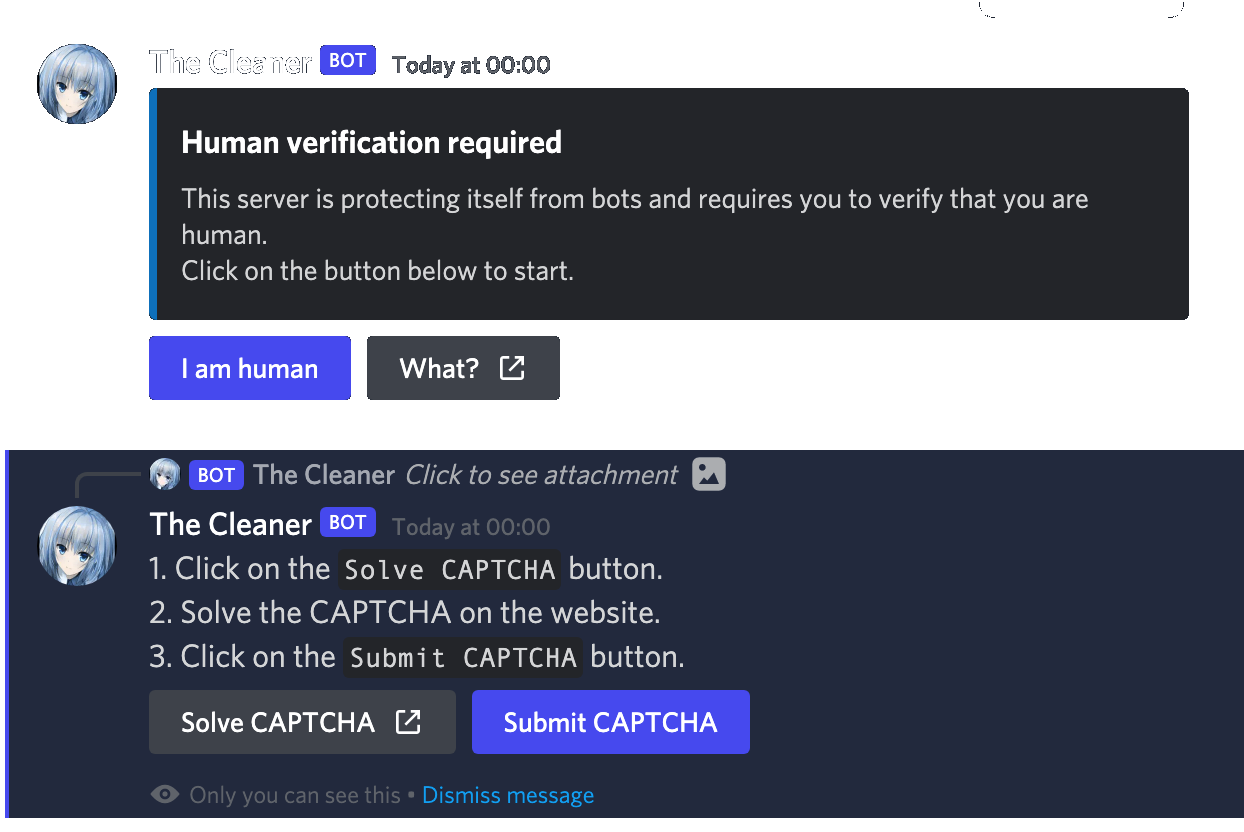 The Cleaner BOT Today at 00:00
Human verification required
This server is protecting itself from bots and requires you to verify that you are
human.
Click on the button below to start.
I am human What?
BOT The Cleaner Click to see attachment
The Cleaner BOT Today at 00:00
1. Click on the Solve CAPTCHA button.
2. Solve the CAPTCHA on the website.
3. Click on the Submit CAPTCHA button.
Solve CAPTCHA Submit CAPTCHA
Only you can see this • Dismiss message